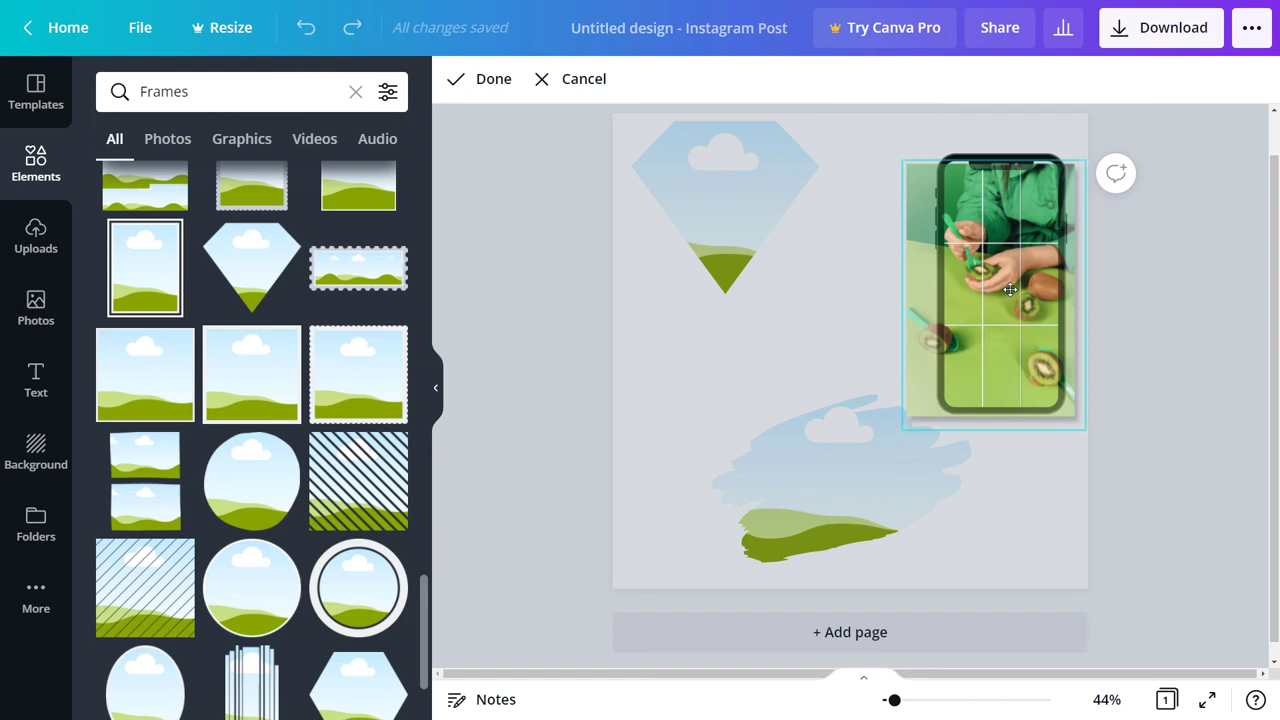 Home File Resize All changes saved Untitled design - Instagram Post Try Canva Pro Share Download
Templates
Elements
Uploads
Photos
Text
Background
Folders
More
Frames
All Photos Graphics Videos Audio
Done Cancel
+ Add page
Notes 44% 1